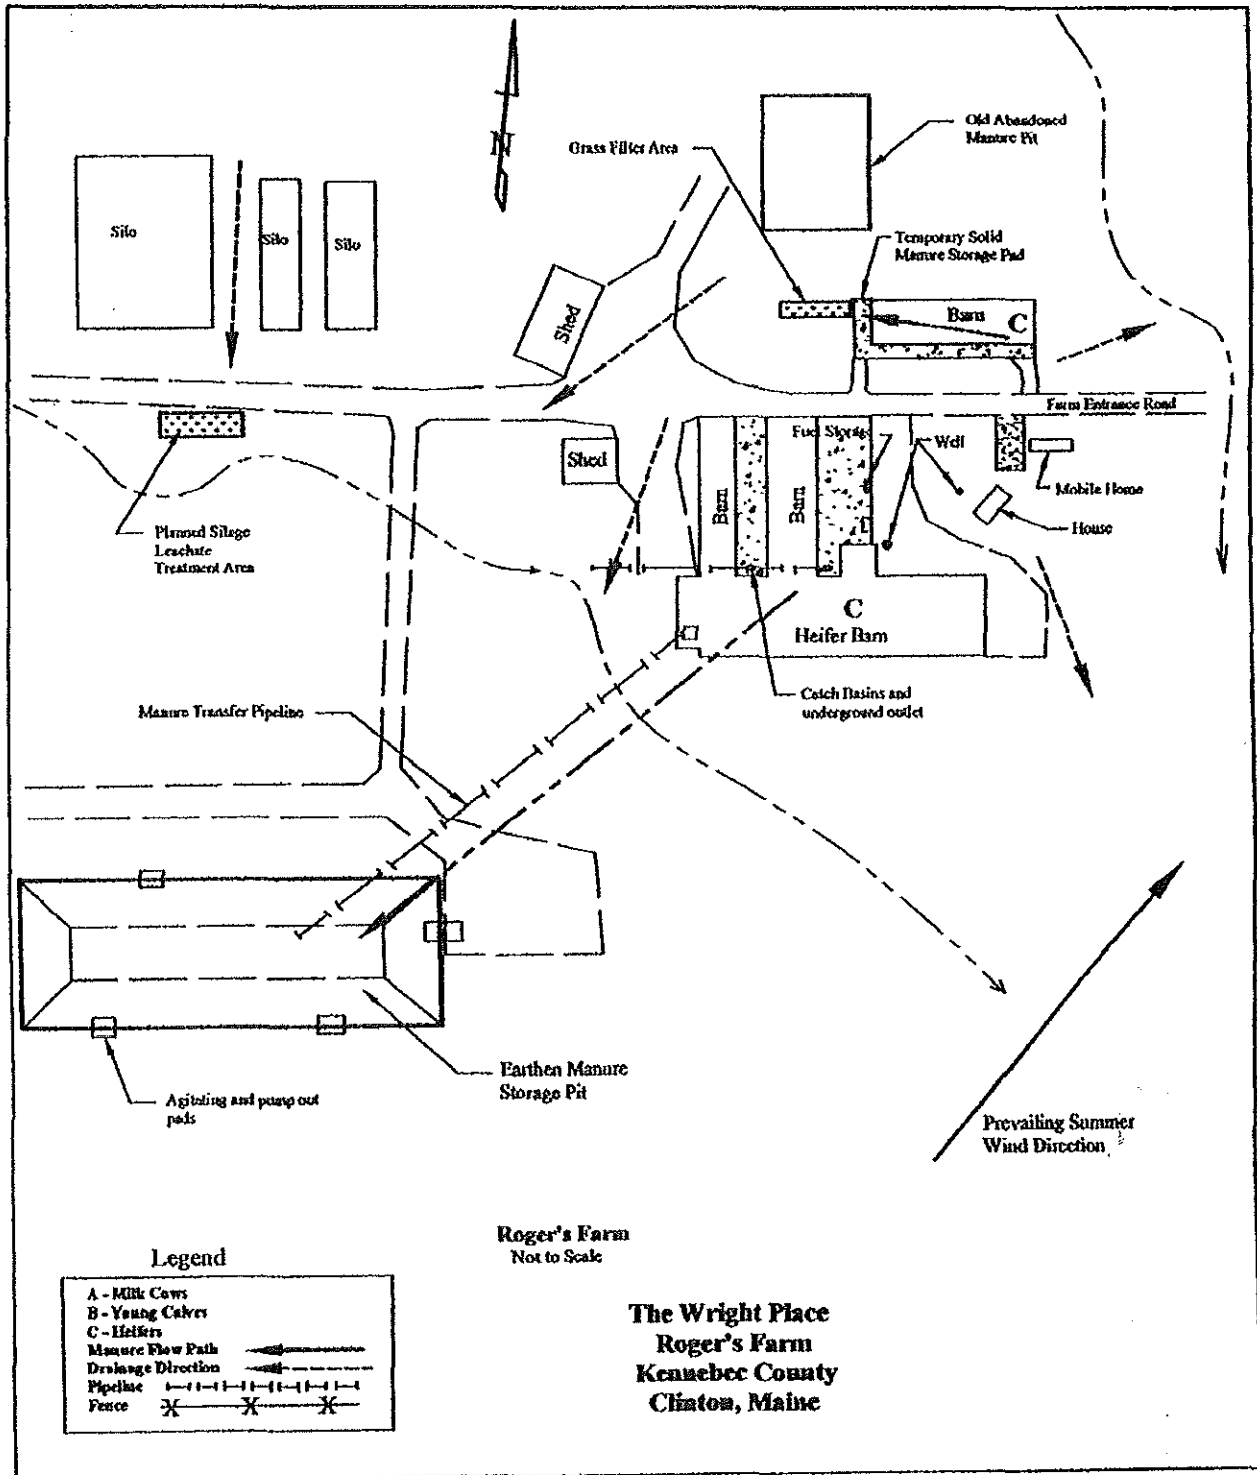 N
Old Abandoned
Manure Pit
Grass Filter Area
Silo
Silo
Silo
Temporary Solid
Manure Storage Pad
Shed
Barn
C
Farm Entrance Road
Fuel Storage
Well
Shed
Barn
Barn
Mobile Home
House
Planned Silage
Leachate
Treatment Area
C
Heifer Barn
Manure Transfer Pipeline
Catch Basins and
underground outlet
Earthen Manure
Storage Pit
Agitating and pump out
pads
Prevailing Summer
Wind Direction
Roger's Farm
Not to Scale
Legend
A - Milk Cows
B - Young Calves
C - Heifers
Manure Flow Path
Drainage Direction
Pipeline
Fence
The Wright Place
Roger's Farm
Kennebec County
Clinton, Maine